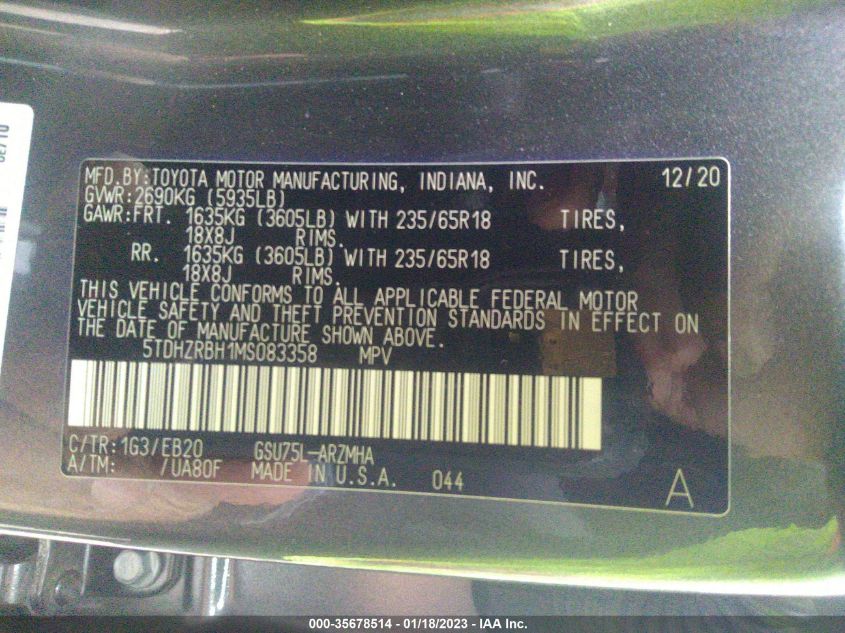 MFD.BY:TOYOTA MOTOR MANUFACTURING, INDIANA, INC. 12/20
GVWR:2690KG (5935LB)
GAWR:FRT. 1635KG (3605LB) WITH 235/65R18 TIRES,
18X8J RIMS.
RR. 1635KG (3605LB) WITH 235/65R18 TIRES,
18X8J RIMS.
THIS VEHICLE CONFORMS TO ALL APPLICABLE FEDERAL MOTOR
VEHICLE SAFETY AND THEFT PREVENTION STANDARDS IN EFFECT ON
THE DATE OF MANUFACTURE SHOWN ABOVE.
5TDHZRBH1MS083358 MPV
C/TR:1G3/EB20 GSU75L-ARZMHA
A/TM: /UA80F MADE IN U.S.A. 044 A
000-35678514 - 01/18/2023 - IAA Inc.